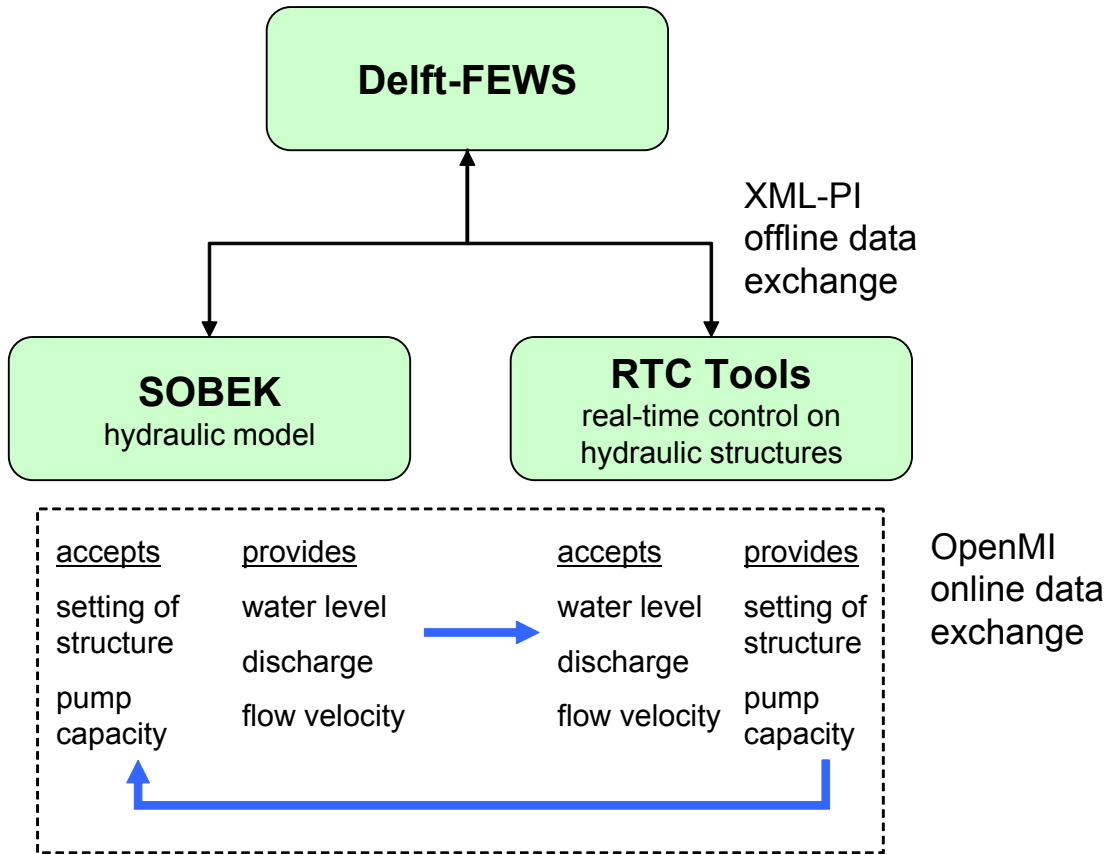 Delft-FEWS
XML-PI
offline data
exchange
SOBEK
hydraulic model
RTC Tools
real-time control on
hydraulic structures
accepts
setting of
structure
pump
capacity
provides
water level
discharge
flow velocity
accepts
water level
discharge
flow velocity
provides
setting of
structure
pump
capacity
OpenMI
online data
exchange